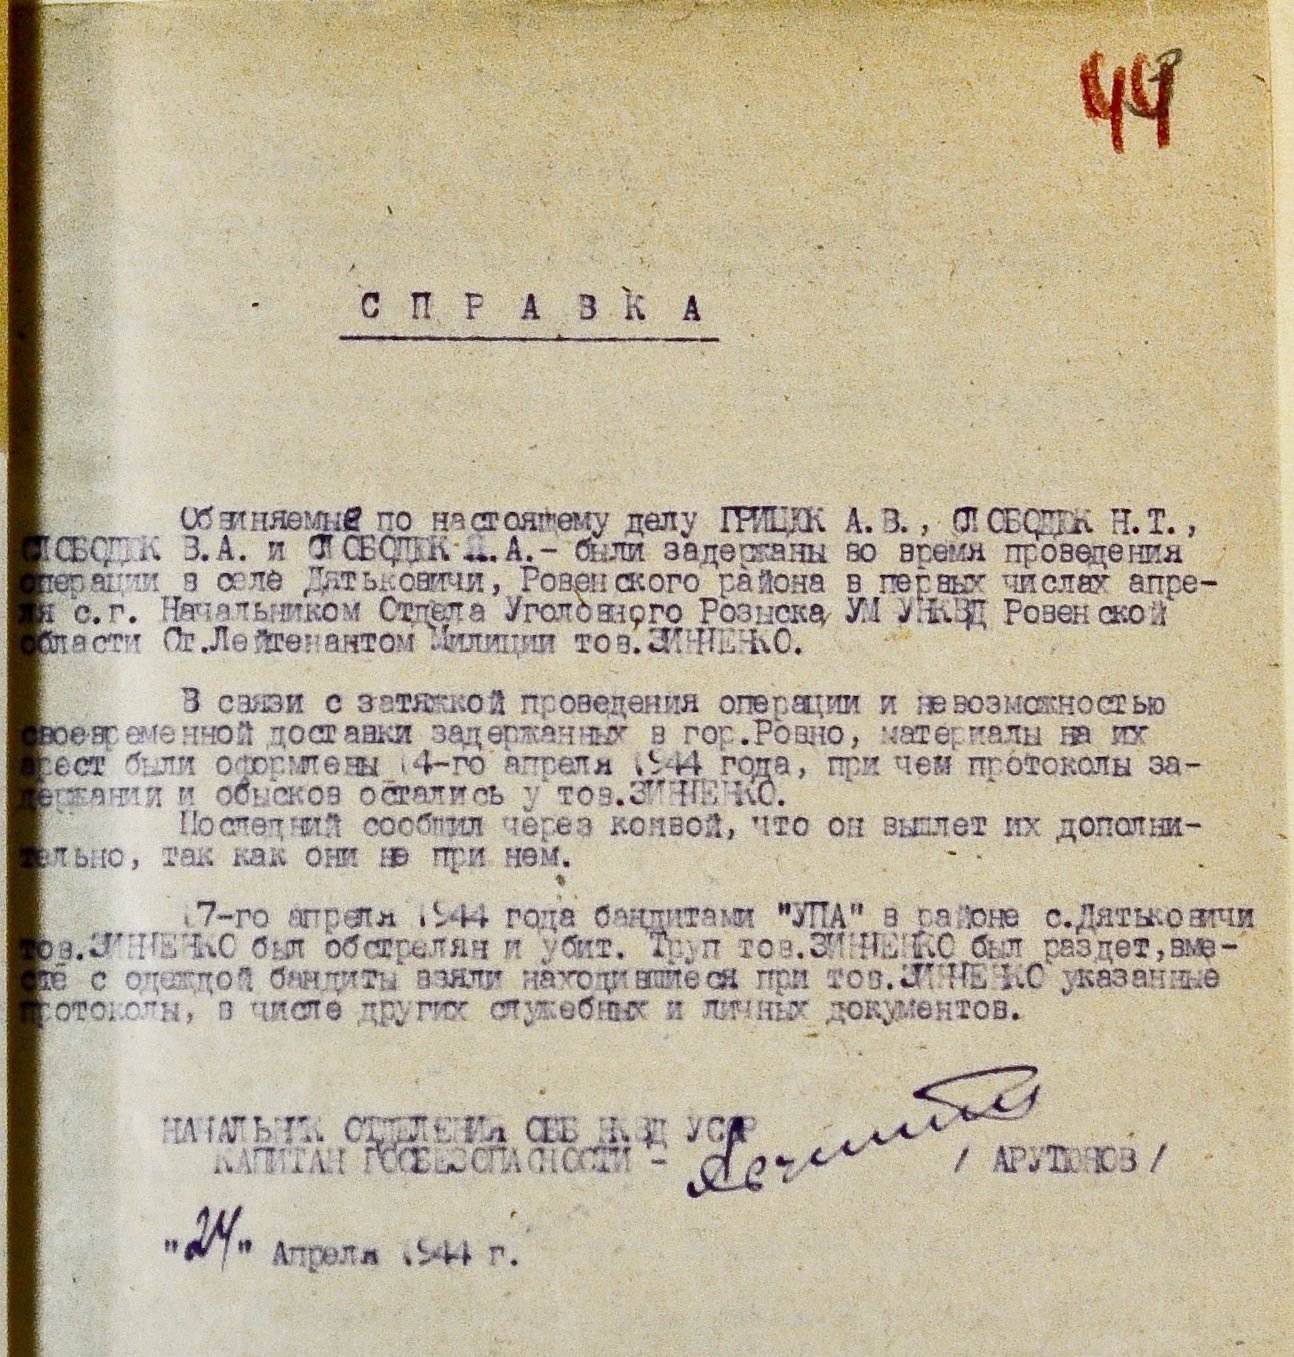 44
С П Р А В К А
Обвиняемые по настоящему делу ГРИЦЮК А.В., СЛОБОДЮК Н.Т.,
СЛОБОДЮК В.А. и СЛОБОДЮК П.А.- были задержаны во время проведения
операции в селе Дятьковичи, Ровенского района в первых числах апре-
ля с.г. Начальником Отдела Уголовного Розыска УМ УНКВД Ровенской
области Ст.Лейтенантом Милиции тов.ЗИНЧЕНКО.
В связи с затяжкой проведения операции и невозможностью
своевременной доставки задержанных в гор.Ровно, материалы на их
арест были оформлены 14-го апреля 1944 года, при чем протоколы за-
держаний и обысков остались у тов.ЗИНЧЕНКО.
Последний сообщил через конвой, что он вышлет их дополни-
тельно, так как они не при нем.
17-го апреля 1944 года бандитами "УПА" в районе с.Дятьковичи
тов.ЗИНЧЕНКО был обстрелян и убит. Труп тов.ЗИНЧЕНКО был раздет,вме-
сте с одеждой бандиты взяли находившиеся при тов.ЗИНЧЕНКО указанные
протоколы, в числе других служебных и личных документов.
НАЧАЛЬНИК ОТДЕЛЕНИЯ ОББ НКВД УССР
КАПИТАН ГОСБЕЗОПАСНОСТИ - / АРУТЮНОВ /
"24" Апреля 1944 г.